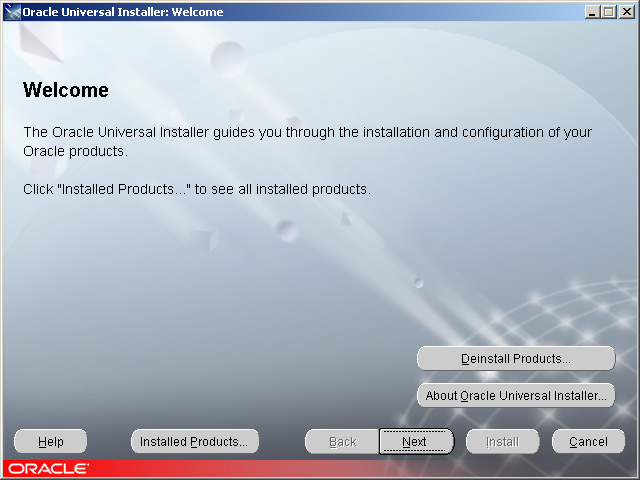 Oracle Universal Installer: Welcome
Welcome
The Oracle Universal Installer guides you through the installation and configuration of your
Oracle products.
Click "Installed Products..." to see all installed products.
Deinstall Products...
About Oracle Universal Installer...
Help
Installed Products...
Back
Next
Install
Cancel
ORACLE®